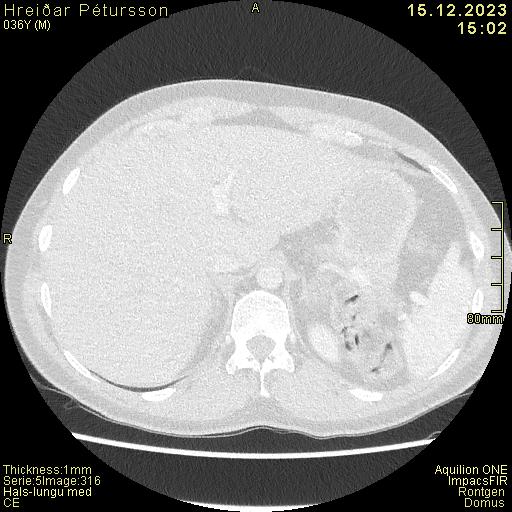 Hreiðar Pétursson
036Y (M)
A
15.12.2023
15:02
R
80mm
Thickness:1mm
Serie:5Image:316
Hals-lungu med
CE
Aquilion ONE
ImpacsFIR
Rontgen
Domus